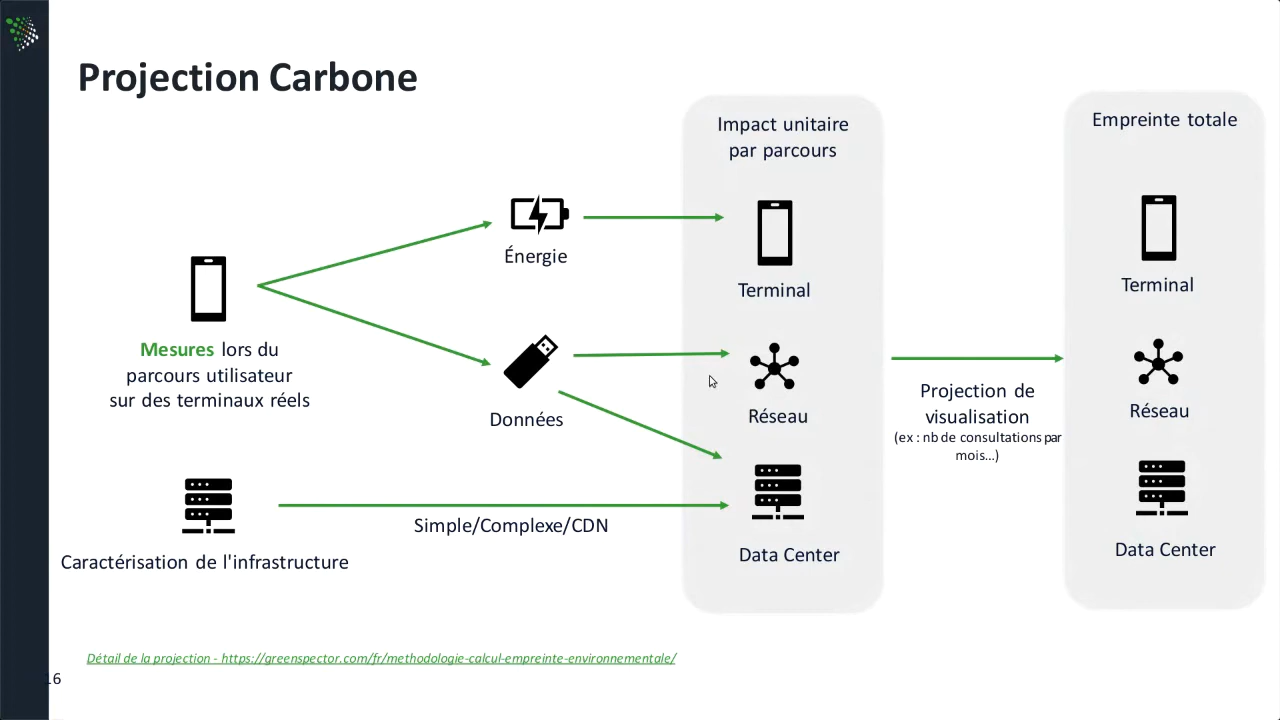 Projection Carbone
Impact unitaire
par parcours
Empreinte totale
Énergie
Terminal
Terminal
Mesures lors du
parcours utilisateur
sur des terminaux réels
Données
Réseau
Réseau
Projection de
visualisation
(ex : nb de consultations par
mois...)
Simple/Complexe/CDN
Caractérisation de l'infrastructure
Data Center
Data Center
Détail de la projection - https://greenspector.com/fr/methodologie-calcul-empreinte-environnementale/
16